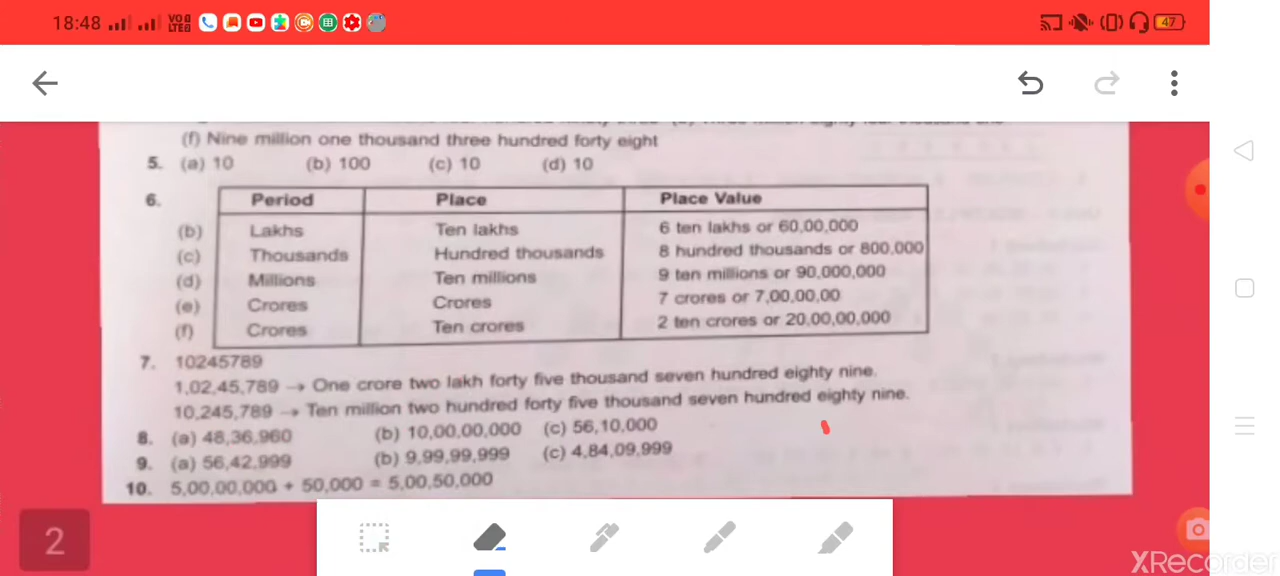 18:48 VO LTE 47
(f) Nine million one thousand three hundred forty eight
5. (a) 10 (b) 100 (c) 10 (d) 10
6. Period Place Place Value
(b) Lakhs Ten lakhs 6 ten lakhs or 60,00,000
(c) Thousands Hundred thousands 8 hundred thousands or 800,000
(d) Millions Ten millions 9 ten millions or 90,000,000
(e) Crores Crores 7 crores or 7,00,00,00
(f) Crores Ten crores 2 ten crores or 20,00,00,000
7. 10245789
1,02,45,789 → One crore two lakh forty five thousand seven hundred eighty nine.
10,245,789 → Ten million two hundred forty five thousand seven hundred eighty nine.
8. (a) 48,36,960 (b) 10,00,00,000 (c) 56,10,000
9. (a) 56,42,999 (b) 9,99,99,999 (c) 4,84,09,999
10. 5,00,00,000 + 50,000 = 5,00,50,000
2
XRecorder